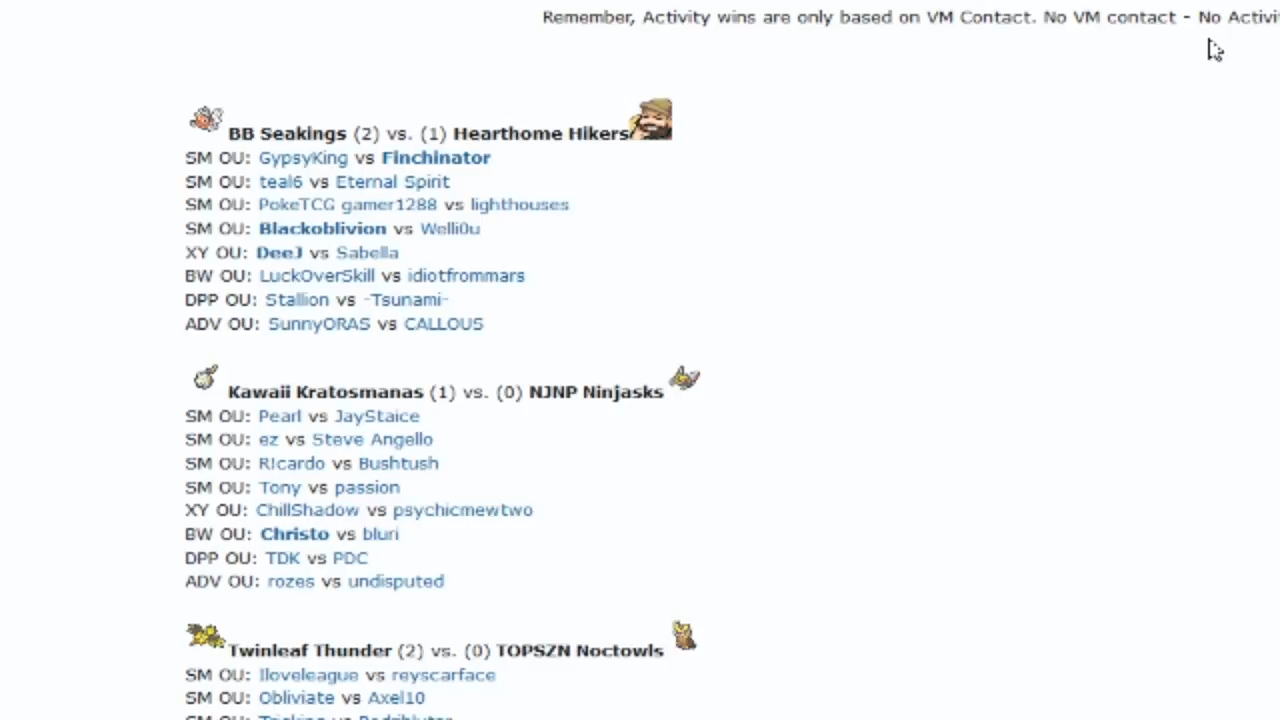 Remember, Activity wins are only based on VM Contact. No VM contact - No Activi
BB Seakings (2) vs. (1) Hearthome Hikers
SM OU: GypsyKing vs Finchinator
SM OU: teal6 vs Eternal Spirit
SM OU: PokeTCG gamer1288 vs lighthouses
SM OU: Blackoblivion vs Welli0u
XY OU: DeeJ vs Sabella
BW OU: LuckOverSkill vs idiotfrommars
DPP OU: Stallion vs -Tsunami-
ADV OU: SunnyORAS vs CALLOUS
Kawaii Kratosmanas (1) vs. (0) NJNP Ninjasks
SM OU: Pearl vs JayStaice
SM OU: ez vs Steve Angello
SM OU: R!cardo vs Bushtush
SM OU: Tony vs passion
XY OU: ChillShadow vs psychicmewtwo
BW OU: Christo vs bluri
DPP OU: TDK vs PDC
ADV OU: rozes vs undisputed
Twinleaf Thunder (2) vs. (0) TOPSZN Noctowls
SM OU: Iloveleague vs reyscarface
SM OU: Obliviate vs Axel10
SM OU: vs